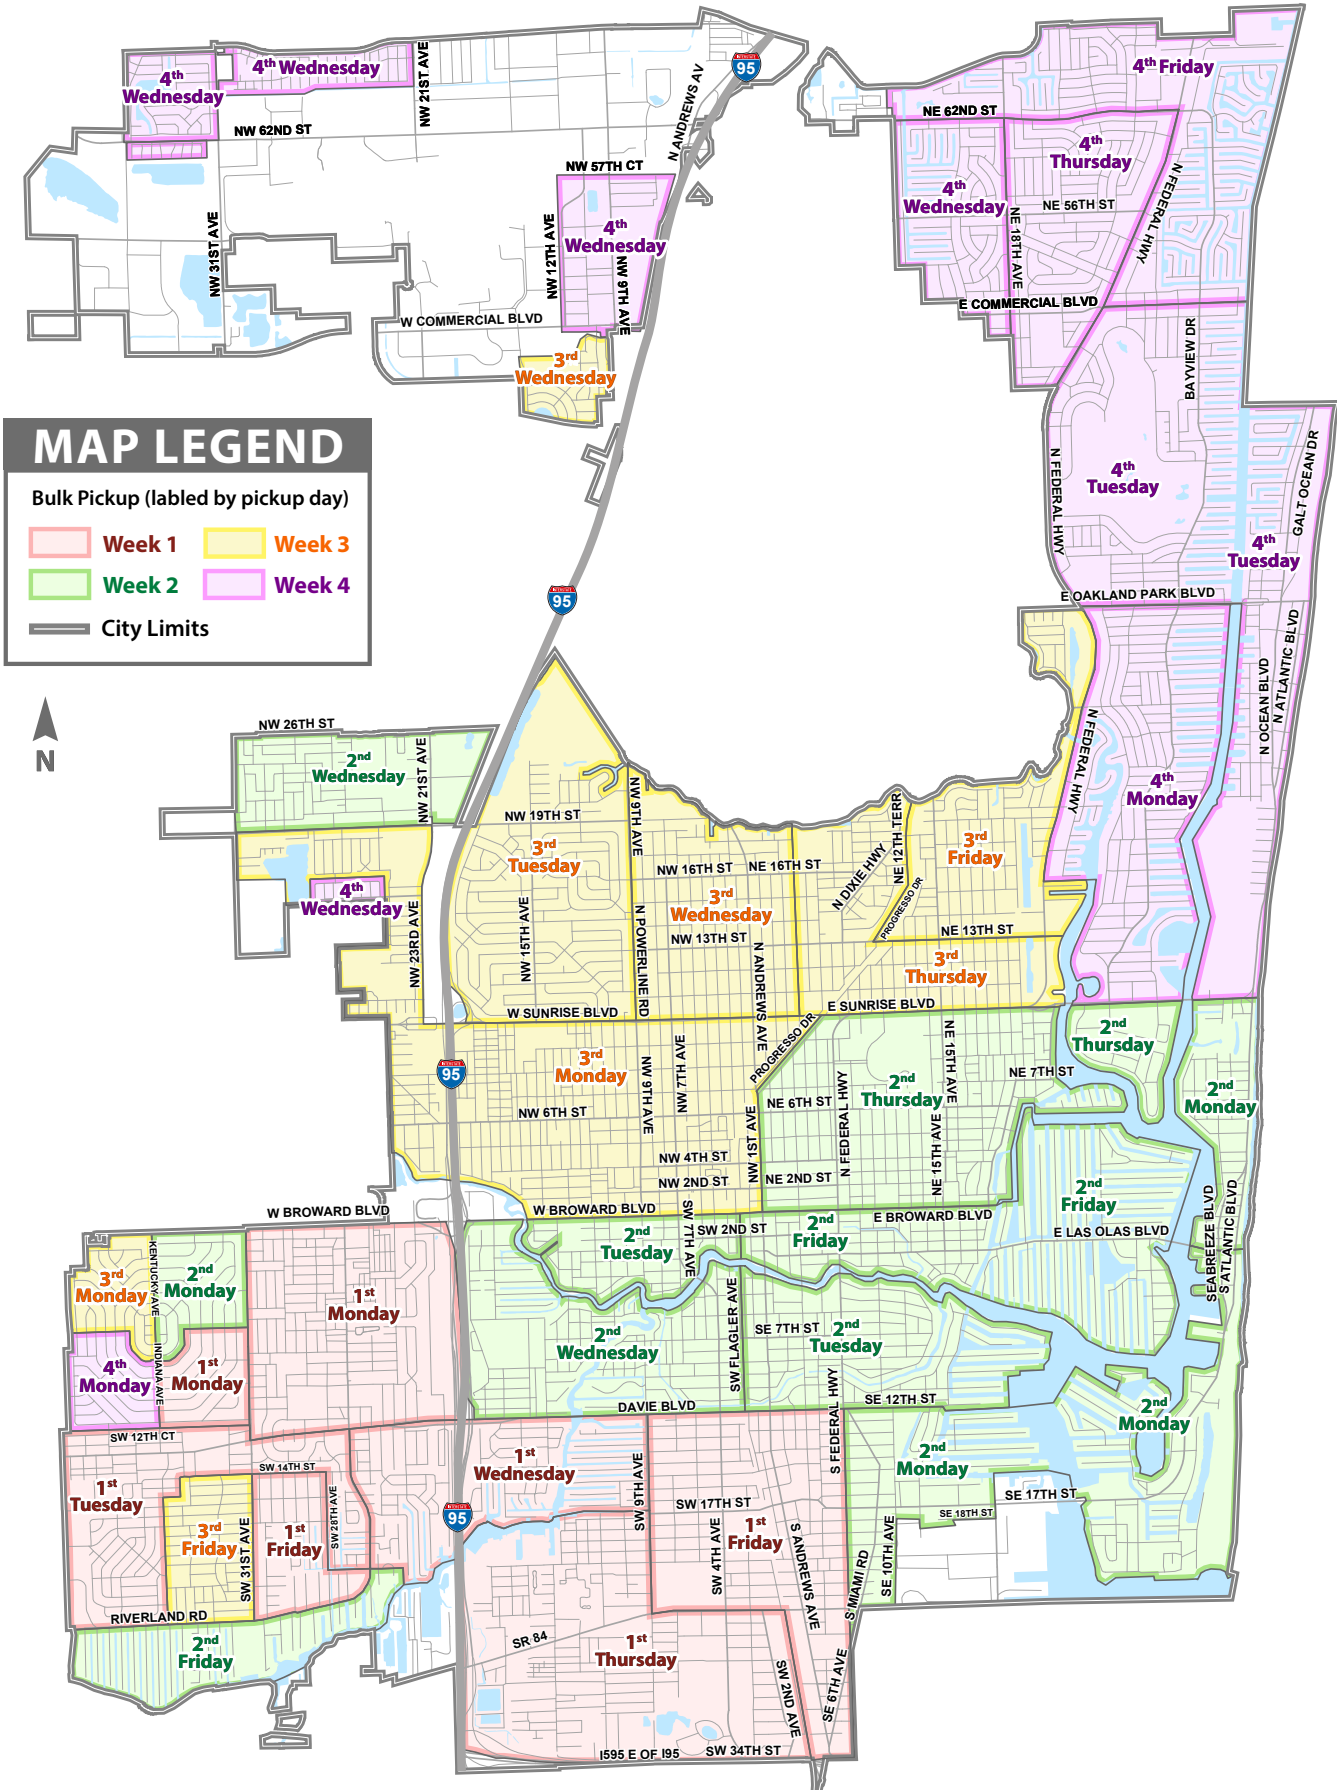 4th
Wednesday
4th Wednesday
NW 21ST AVE
N ANDREWS AV
95
4th Friday
NW 62ND ST
NE 62ND ST
4th
Thursday
N FEDERAL HWY
NW 57TH CT
4th
Wednesday
NE 56TH ST
NE 18TH AVE
NW 31ST AVE
NW 12TH AVE
4th
Wednesday
NW 9TH AVE
E COMMERCIAL BLVD
W COMMERCIAL BLVD
BAYVIEW DR
3rd
Wednesday
MAP LEGEND
Bulk Pickup (labled by pickup day)
Week 1
Week 3
Week 2
Week 4
City Limits
N FEDERAL HWY
4th
Tuesday
GALT OCEAN DR
4th
Tuesday
95
E OAKLAND PARK BLVD
N OCEAN BLVD
N ATLANTIC BLVD
N
NW 26TH ST
2nd
Wednesday
NW 21ST AVE
N FEDERAL HWY
4th
Monday
NW 19TH ST
NW 9TH AVE
3rd
Tuesday
NE 12TH TERR
3rd
Friday
NW 16TH ST
NE 16TH ST
N DIXIE HWY
PROGRESSO DR
4th
Wednesday
NW 23RD AVE
NW 15TH AVE
N POWERLINE RD
3rd
Wednesday
NW 13TH ST
N ANDREWS AVE
NE 13TH ST
3rd
Thursday
W SUNRISE BLVD
E SUNRISE BLVD
PROGRESSO DR
2nd
Thursday
95
3rd
Monday
NW 9TH AVE
NW 7TH AVE
NE 15TH AVE
NE 7TH ST
2nd
Thursday
2nd
Monday
NW 6TH ST
NE 6TH ST
N FEDERAL HWY
NW 1ST AVE
NE 15TH AVE
NW 4TH ST
NW 2ND ST
NE 2ND ST
2nd
Friday
SEABREEZE BLVD
S ATLANTIC BLVD
W BROWARD BLVD
W BROWARD BLVD
SW 7TH AVE
SW 2ND ST
2nd
Tuesday
2nd
Friday
E BROWARD BLVD
E LAS OLAS BLVD
KENTUCKY AVE
3rd
Monday
2nd
Monday
1st
Monday
SW FLAGLER AVE
INDIANA AVE
4th
Monday
1st
Monday
2nd
Wednesday
SE 7TH ST
2nd
Tuesday
S FEDERAL HWY
SE 12TH ST
DAVIE BLVD
2nd
Monday
SW 12TH CT
SW 14TH ST
1st
Tuesday
1st
Wednesday
SW 9TH AVE
2nd
Monday
SE 17TH ST
SE 18TH ST
SW 28TH AVE
95
3rd
Friday
SW 31ST AVE
1st
Friday
SW 17TH ST
SW 4TH AVE
1st
Friday
S ANDREWS AVE
S MIAMI RD
SE 10TH AVE
RIVERLAND RD
2nd
Friday
SR 84
1st
Thursday
SW 2ND AVE
SE 6TH AVE
I595 E OF I95
SW 34TH ST